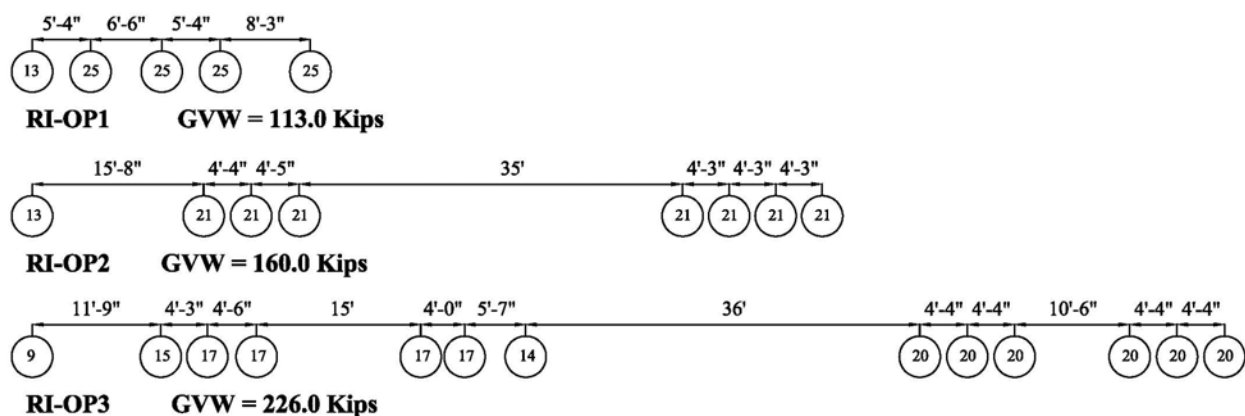 5'-4" 6'-6" 5'-4" 8'-3"
13 25 25 25 25
RI-OP1 GVW = 113.0 Kips
15'-8" 4'-4" 4'-5" 35' 4'-3" 4'-3" 4'-3"
13 21 21 21 21 21 21 21
RI-OP2 GVW = 160.0 Kips
11'-9" 4'-3" 4'-6" 15' 4'-0" 5'-7" 36' 4'-4" 4'-4" 10'-6" 4'-4" 4'-4"
9 15 17 17 17 17 14 20 20 20 20 20 20
RI-OP3 GVW = 226.0 Kips